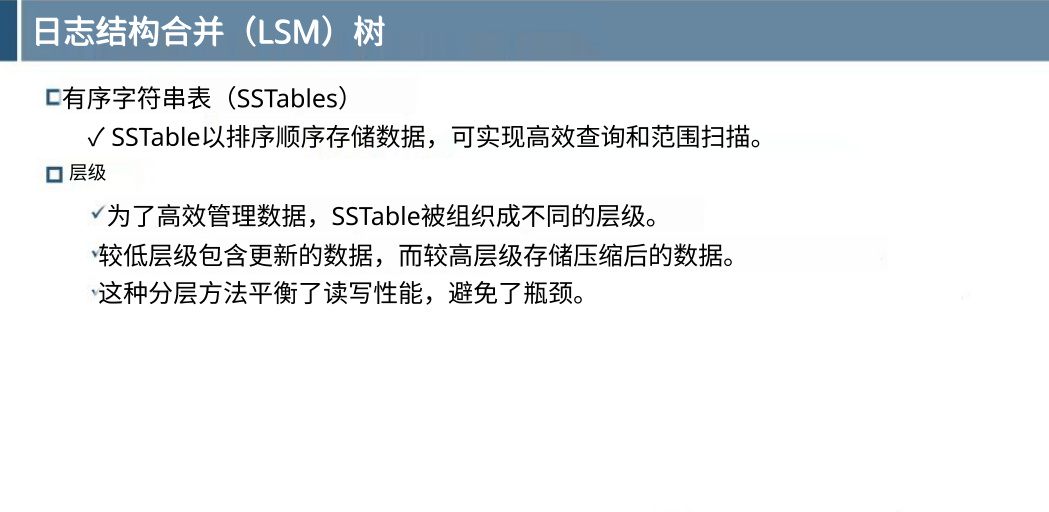 日志结构合并（LSM）树
有序字符串表（SSTables）
✓ SSTable以排序顺序存储数据，可实现高效查询和范围扫描。
层级
✓为了高效管理数据，SSTable被组织成不同的层级。
较低层级包含更新的数据，而较高层级存储压缩后的数据。
这种分层方法平衡了读写性能，避免了瓶颈。